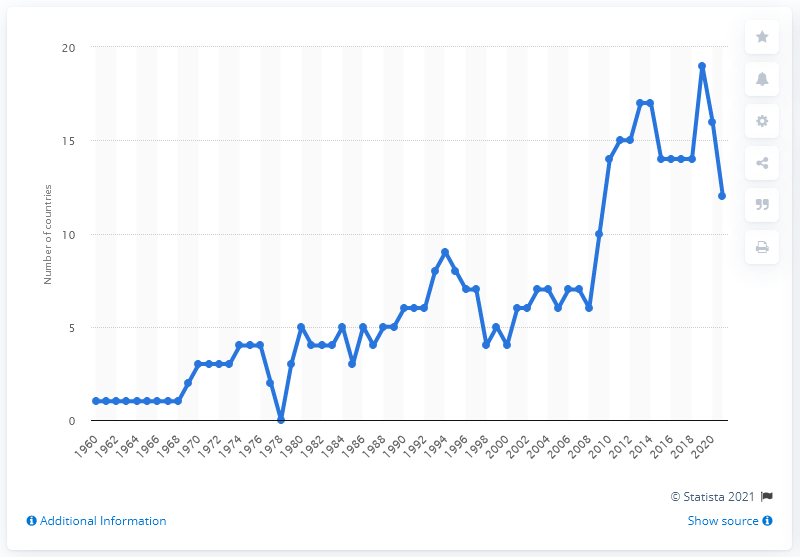 20
15
10
5
0
Number of countries
1960 1962 1964 1966 1968 1970 1972 1974 1976 1978 1980 1982 1984 1986 1988 1990 1992 1994 1996 1998 2000 2002 2004 2006 2008 2010 2012 2014 2016 2018 2020
© Statista 2021
Additional Information
Show source